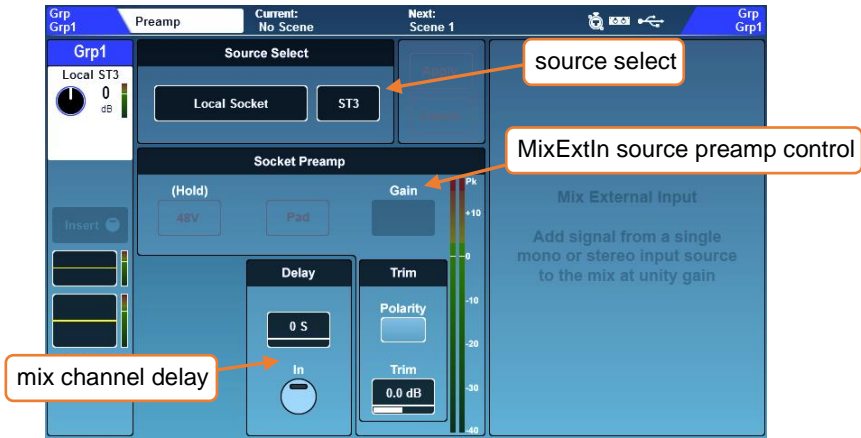 Grp
Grp1
Preamp
Current:
No Scene
Next:
Scene 1
Grp
Grp1
Grp1
Local ST3
0
dB
Insert
Source Select
Local Socket
ST3
source select
Socket Preamp
(Hold)
48V
Pad
Gain
MixExtIn source preamp control
Pk
+10
0
-10
-20
-30
-40
Delay
0 S
In
mix channel delay
Trim
Polarity
Trim
0.0 dB
Mix External Input
Add signal from a single
mono or stereo input source
to the mix at unity gain